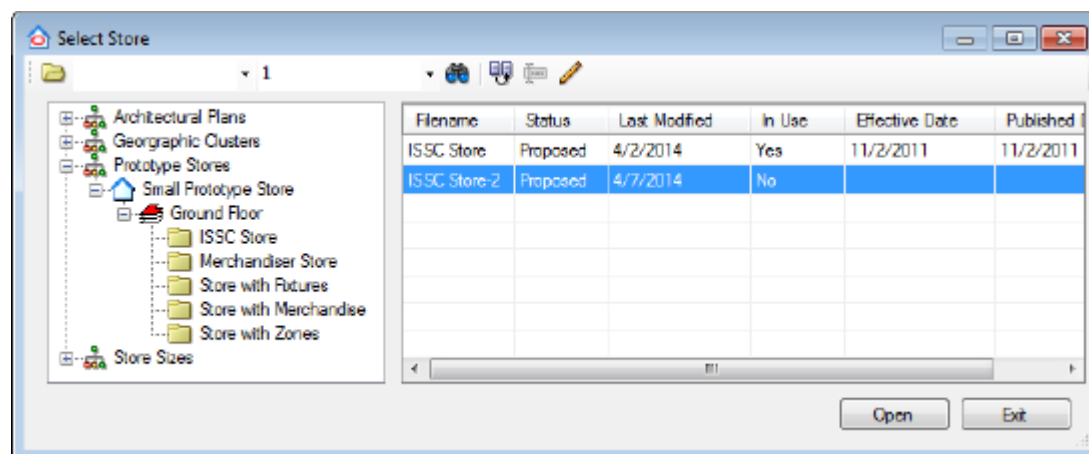 Select Store
1
Architectural Plans
Georgraphic Clusters
Prototype Stores
Small Prototype Store
Ground Floor
ISSC Store
Merchandiser Store
Store with Fixtures
Store with Merchandise
Store with Zones
Store Sizes
Filename Status Last Modified In Use Effective Date Published D
ISSC Store Proposed 4/2/2014 Yes 11/2/2011 11/2/2011
ISSC Store-2 Proposed 4/7/2014 No
Open Exit